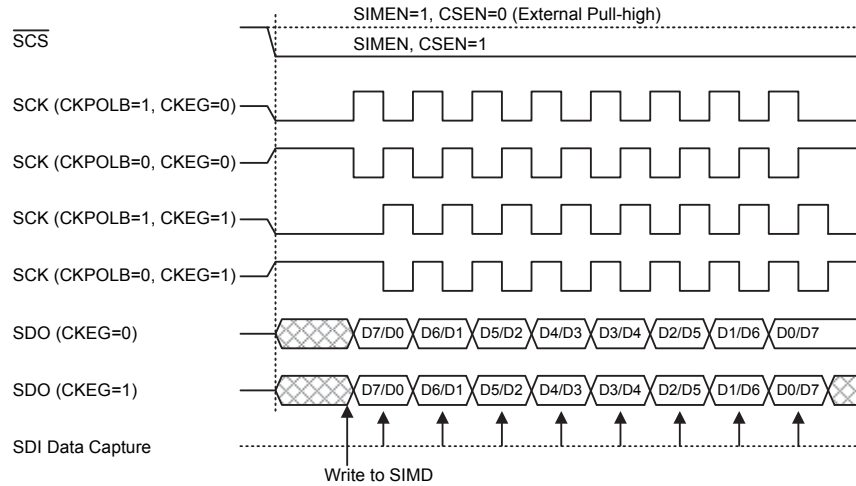 SIMEN=1, CSEN=0 (External Pull-high)
SCS
SIMEN, CSEN=1
SCK (CKPOLB=1, CKEG=0)
SCK (CKPOLB=0, CKEG=0)
SCK (CKPOLB=1, CKEG=1)
SCK (CKPOLB=0, CKEG=1)
SDO (CKEG=0) D7/D0 D6/D1 D5/D2 D4/D3 D3/D4 D2/D5 D1/D6 D0/D7
SDO (CKEG=1) D7/D0 D6/D1 D5/D2 D4/D3 D3/D4 D2/D5 D1/D6 D0/D7
SDI Data Capture
Write to SIMD